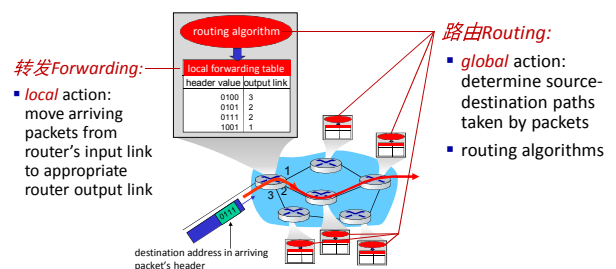 转发Forwarding:
▪ local action:
move arriving
packets from
router's input link
to appropriate
router output link
routing algorithm
local forwarding table
header value output link
0100 3
0101 2
0111 2
1001 1
路由Routing:
▪ global action:
determine source-
destination paths
taken by packets
▪ routing algorithms
1
2
3
0111
destination address in arriving
packet's header